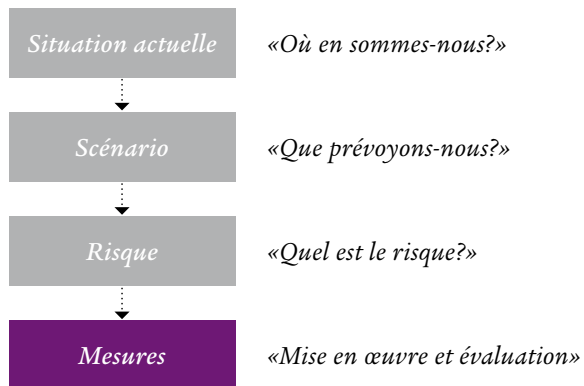 Situation actuelle «Où en sommes-nous?»
Scénario «Que prévoyons-nous?»
Risque «Quel est le risque?»
Mesures «Mise en œuvre et évaluation»